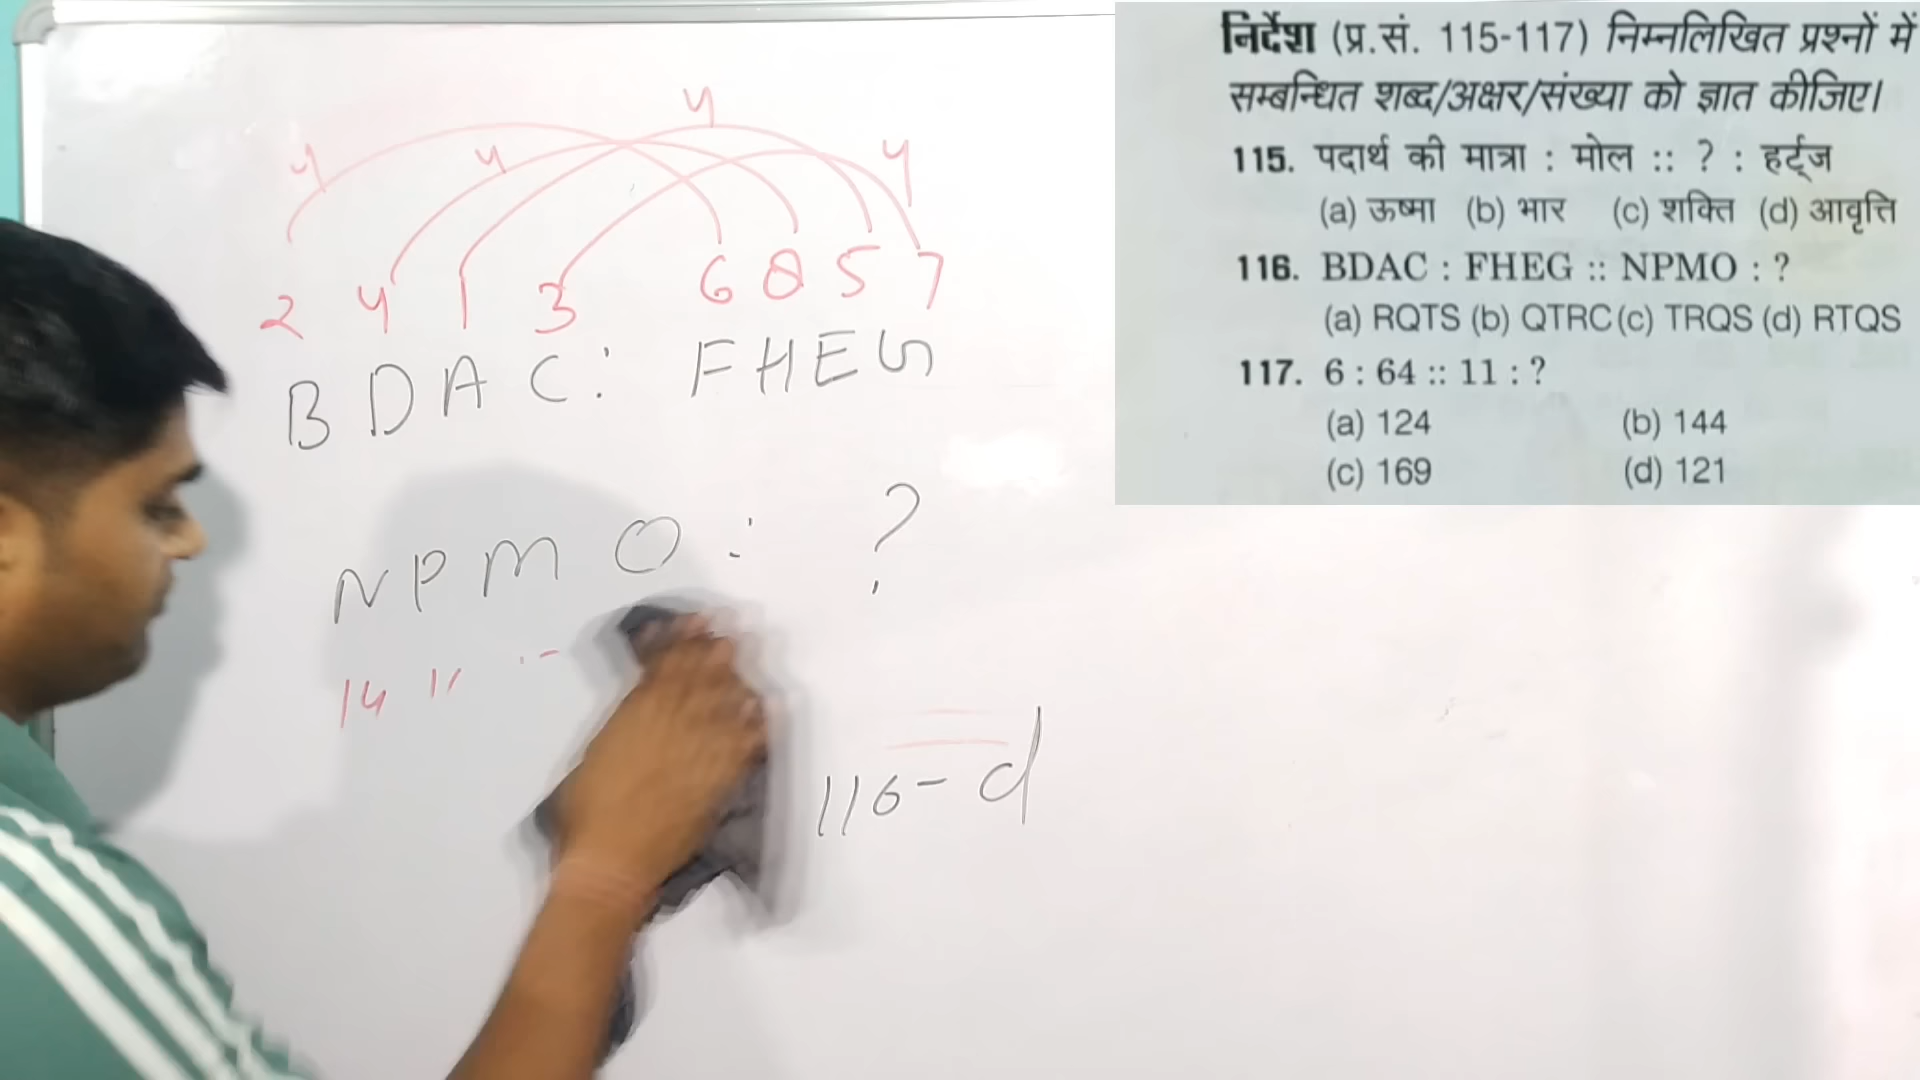 4 4 4 4
2 4 1 3 6 8 5 7
B D A C : F H E G
N P M O : ?
14
116 - d
निर्देश (प्र.सं. 115-117) निम्नलिखित प्रश्नों में
सम्बन्धित शब्द/अक्षर/संख्या को ज्ञात कीजिए।
115. पदार्थ की मात्रा : मोल :: ? : हर्ट्ज
(a) ऊष्मा (b) भार (c) शक्ति (d) आवृत्ति
116. BDAC : FHEG :: NPMO : ?
(a) RQTS (b) QTRC (c) TRQS (d) RTQS
117. 6 : 64 :: 11 : ?
(a) 124 (b) 144
(c) 169 (d) 121